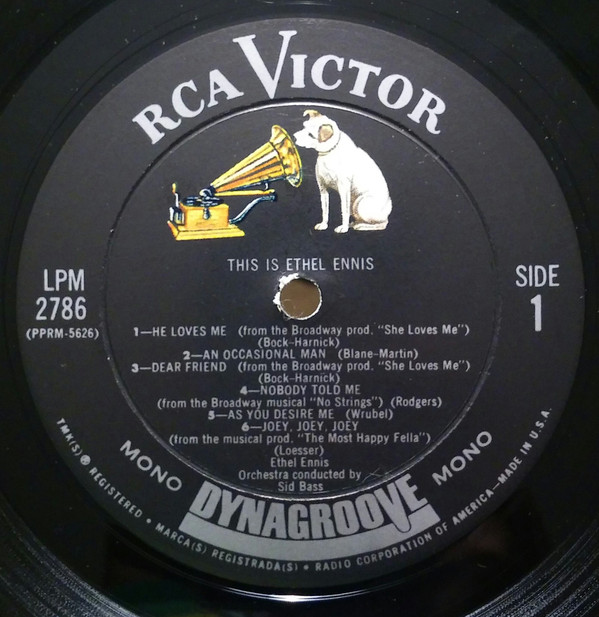 RCA VICTOR
THIS IS ETHEL ENNIS
LPM
2786
(PPRM-5626)
SIDE
1
1—HE LOVES ME (from the Broadway prod. "She Loves Me")
(Bock-Harnick)
2—AN OCCASIONAL MAN (Blane-Martin)
3—DEAR FRIEND (from the Broadway prod. "She Loves Me")
(Bock-Harnick)
4—NOBODY TOLD ME
(from the Broadway musical "No Strings") (Rodgers)
5—AS YOU DESIRE ME (Wrubel)
6—JOEY, JOEY, JOEY
(from the musical prod. "The Most Happy Fella")
(Loesser)
Ethel Ennis
Orchestra conducted by
Sid Bass
MONO DYNAGROOVE MONO
TMK(S) ® REGISTERED • MARCA(S) REGISTRADA(S) • RADIO CORPORATION OF AMERICA—MADE IN U.S.A.